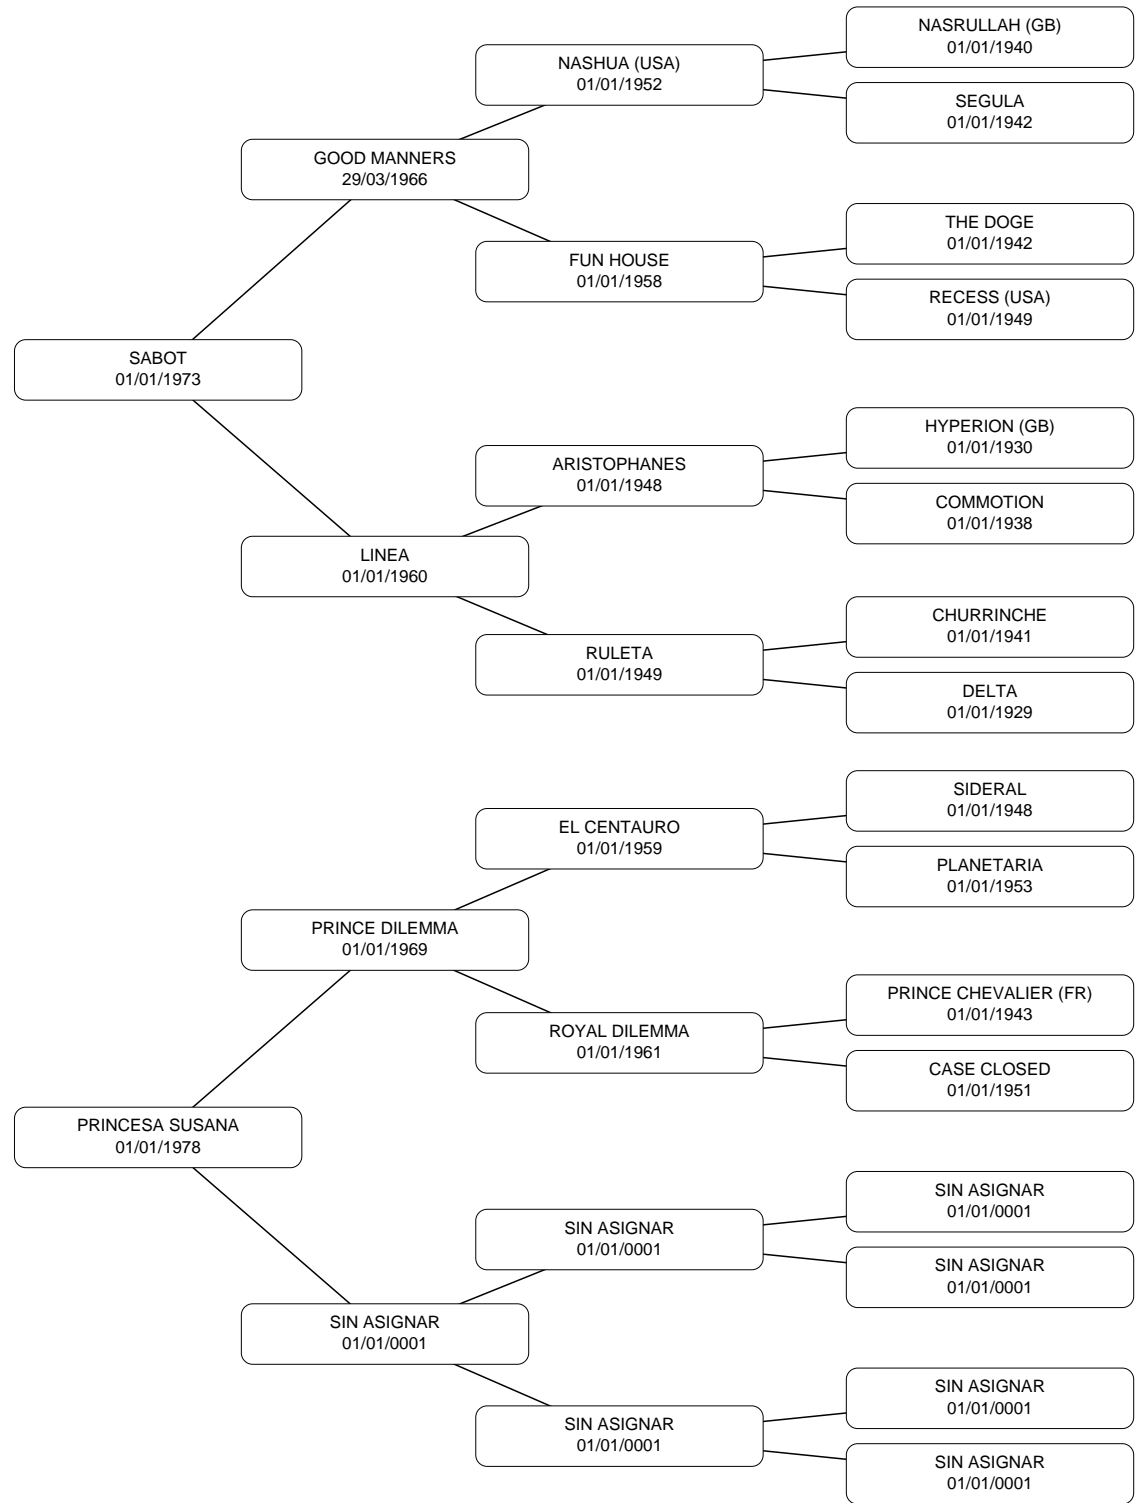 NASRULLAH (GB)
01/01/1940
NASHUA (USA)
01/01/1952
SEGULA
01/01/1942
GOOD MANNERS
29/03/1966
THE DOGE
01/01/1942
FUN HOUSE
01/01/1958
RECESS (USA)
01/01/1949
SABOT
01/01/1973
HYPERION (GB)
01/01/1930
ARISTOPHANES
01/01/1948
COMMOTION
01/01/1938
LINEA
01/01/1960
CHURRINCHE
01/01/1941
RULETA
01/01/1949
DELTA
01/01/1929
SIDERAL
01/01/1948
EL CENTAURO
01/01/1959
PLANETARIA
01/01/1953
PRINCE DILEMMA
01/01/1969
PRINCE CHEVALIER (FR)
01/01/1943
ROYAL DILEMMA
01/01/1961
CASE CLOSED
01/01/1951
PRINCESA SUSANA
01/01/1978
SIN ASIGNAR
01/01/0001
SIN ASIGNAR
01/01/0001
SIN ASIGNAR
01/01/0001
SIN ASIGNAR
01/01/0001
SIN ASIGNAR
01/01/0001
SIN ASIGNAR
01/01/0001
SIN ASIGNAR
01/01/0001